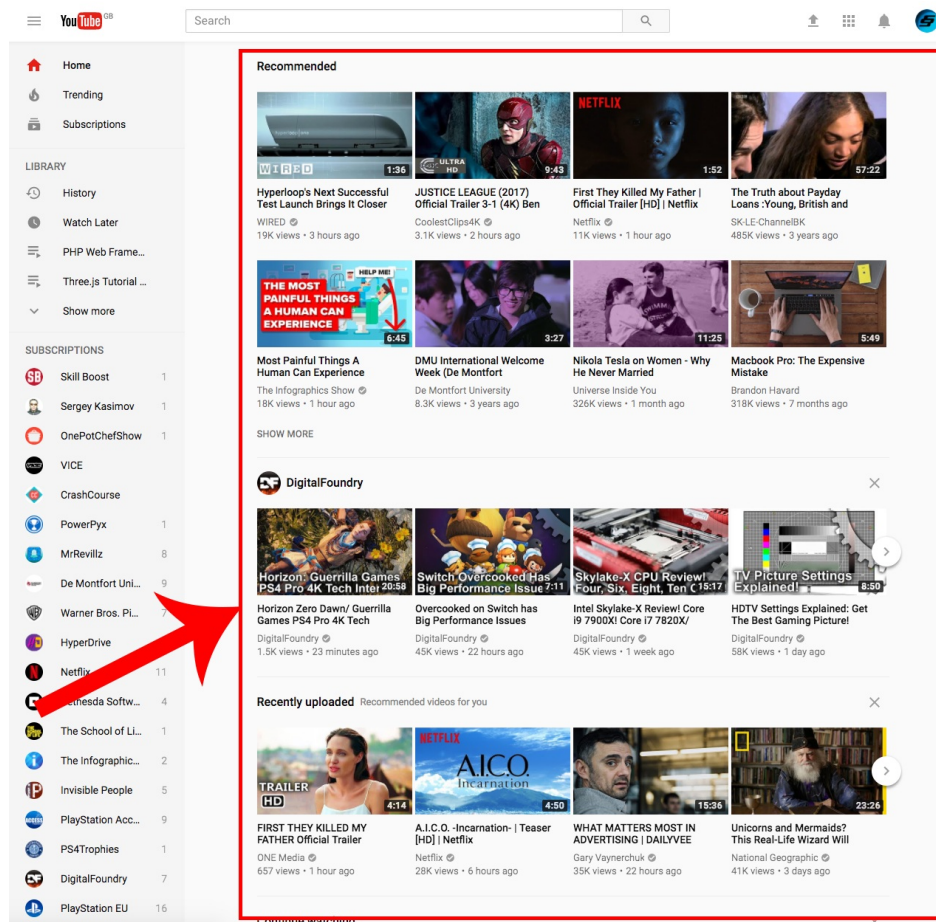 YouTube GB
Search
Home
Trending
Subscriptions
LIBRARY
History
Watch Later
PHP Web Frame...
Three.js Tutorial ...
Show more
SUBSCRIPTIONS
Skill Boost 1
Sergey Kasimov 1
OnePotChefShow 1
VICE
CrashCourse
PowerPyx 1
MrRevillz 8
De Montfort Uni... 9
Warner Bros. Pi... 7
HyperDrive
Netflix 11
Bethesda Softw... 4
The School of Li... 1
The Infographic... 2
Invisible People 5
PlayStation Acc... 9
PS4Trophies 1
DigitalFoundry 7
PlayStation EU 16
Recommended
WIRED
1:36
ULTRA
HD
9:43
NETFLIX
1:52
57:22
Hyperloop's Next Successful
Test Launch Brings It Closer
WIRED
19K views • 3 hours ago
JUSTICE LEAGUE (2017)
Official Trailer 3-1 (4K) Ben
CoolestClips4K
3.1K views • 2 hours ago
First They Killed My Father |
Official Trailer [HD] | Netflix
Netflix
11K views • 1 hour ago
The Truth about Payday
Loans :Young, British and
SK-LE-ChannelBK
485K views • 3 years ago
HELP ME!
THE MOST
PAINFUL THINGS
A HUMAN CAN
EXPERIENCE
6:45
3:27
11:25
5:49
Most Painful Things A
Human Can Experience
The Infographics Show
18K views • 1 hour ago
DMU International Welcome
Week (De Montfort
De Montfort University
8.3K views • 3 years ago
Nikola Tesla on Women - Why
He Never Married
Universe Inside You
326K views • 1 month ago
Macbook Pro: The Expensive
Mistake
Brandon Havard
318K views • 7 months ago
SHOW MORE
DigitalFoundry
Horizon: Guerrilla Games
PS4 Pro 4K Tech Inter 20:58
Switch Overcooked Has
Big Performance Issue 7:11
Skylake-X CPU Review!
Four, Six, Eight, Ten C 15:17
TV Picture Settings
Explained! 8:50
Horizon Zero Dawn/ Guerrilla
Games PS4 Pro 4K Tech
DigitalFoundry
1.5K views • 23 minutes ago
Overcooked on Switch has
Big Performance Issues
DigitalFoundry
45K views • 22 hours ago
Intel Skylake-X Review! Core
i9 7900X! Core i7 7820X/
DigitalFoundry
45K views • 1 week ago
HDTV Settings Explained: Get
The Best Gaming Picture!
DigitalFoundry
58K views • 1 day ago
Recently uploaded Recommended videos for you
TRAILER
HD
4:14
NETFLIX
A.I.C.O.
Incarnation
4:50
15:36
23:26
FIRST THEY KILLED MY
FATHER Official Trailer
ONE Media
657 views • 1 hour ago
A.I.C.O. -Incarnation- | Teaser
[HD] | Netflix
Netflix
28K views • 6 hours ago
WHAT MATTERS MOST IN
ADVERTISING | DAILYVEE
Gary Vaynerchuk
35K views • 22 hours ago
Unicorns and Mermaids?
This Real-Life Wizard Will
National Geographic
41K views • 3 days ago
Continue watching